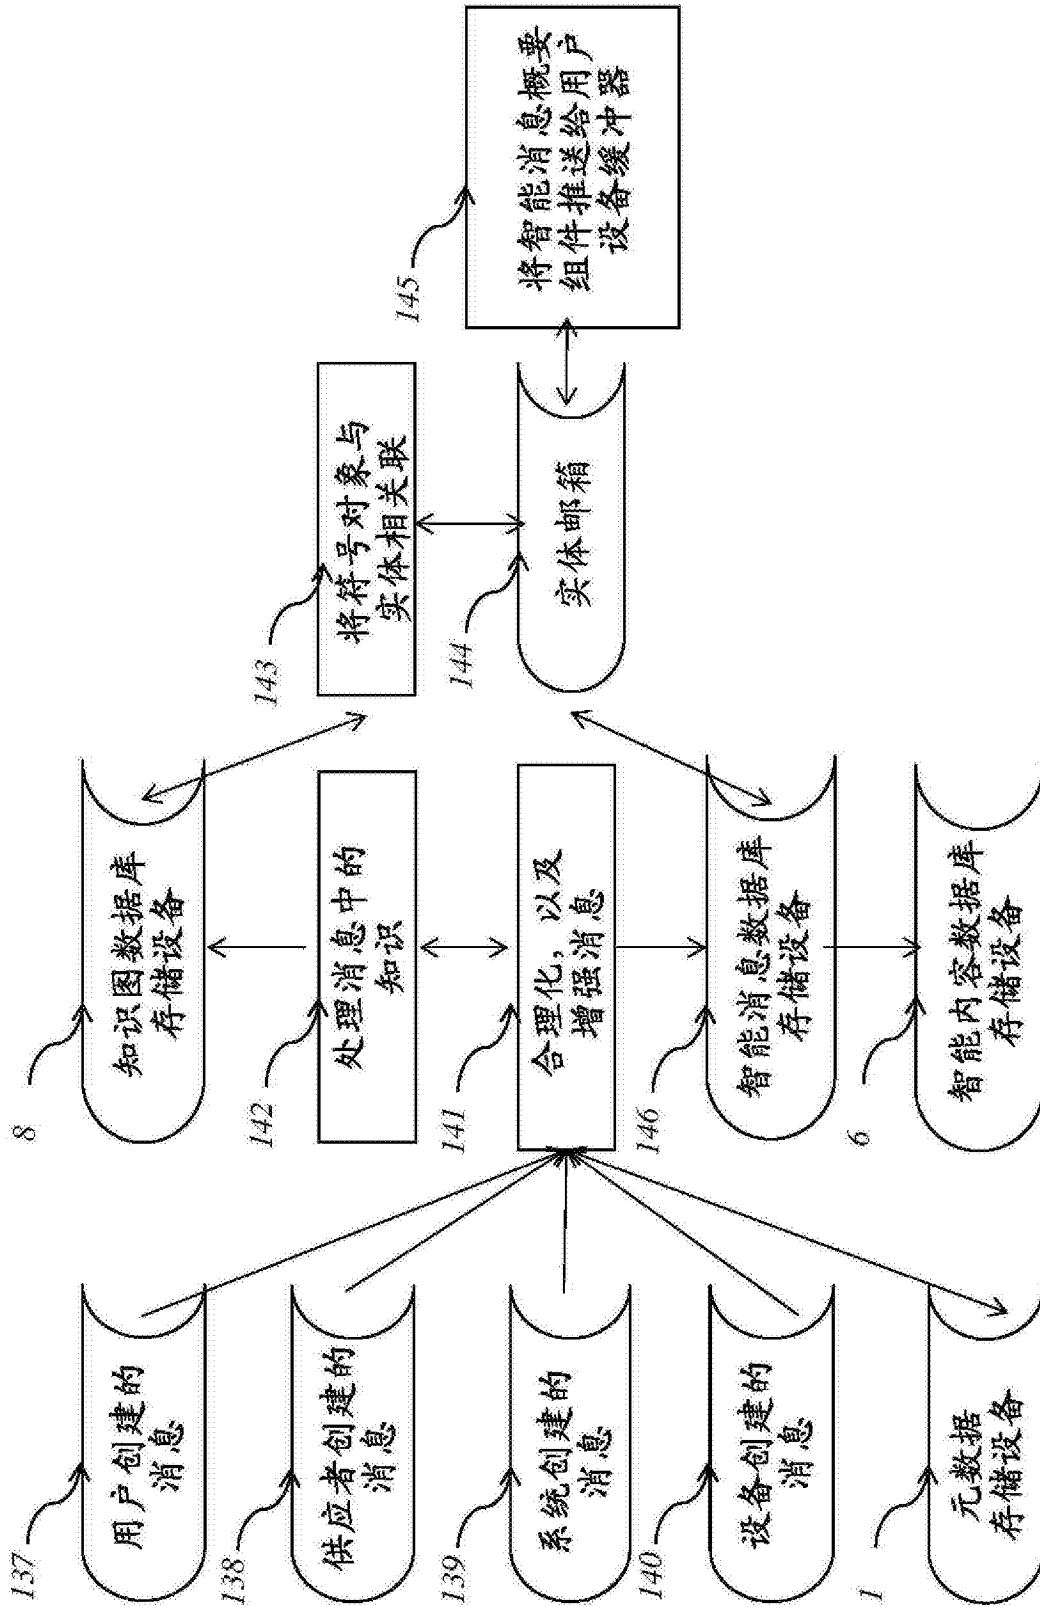 137
用户创建的
消息
138
供应者创建的
消息
139
系统创建的
消息
140
设备创建的
消息
1
元数据
存储设备
8
知识图数据库
存储设备
142
处理消息中的
知识
141
合理化，以及
增强消息
146
智能消息数据库
存储设备
6
智能内容数据库
存储设备
143
将符号对象与
实体相关联
144
实体邮箱
145
将智能消息概要
组件推送给用户
设备缓冲器